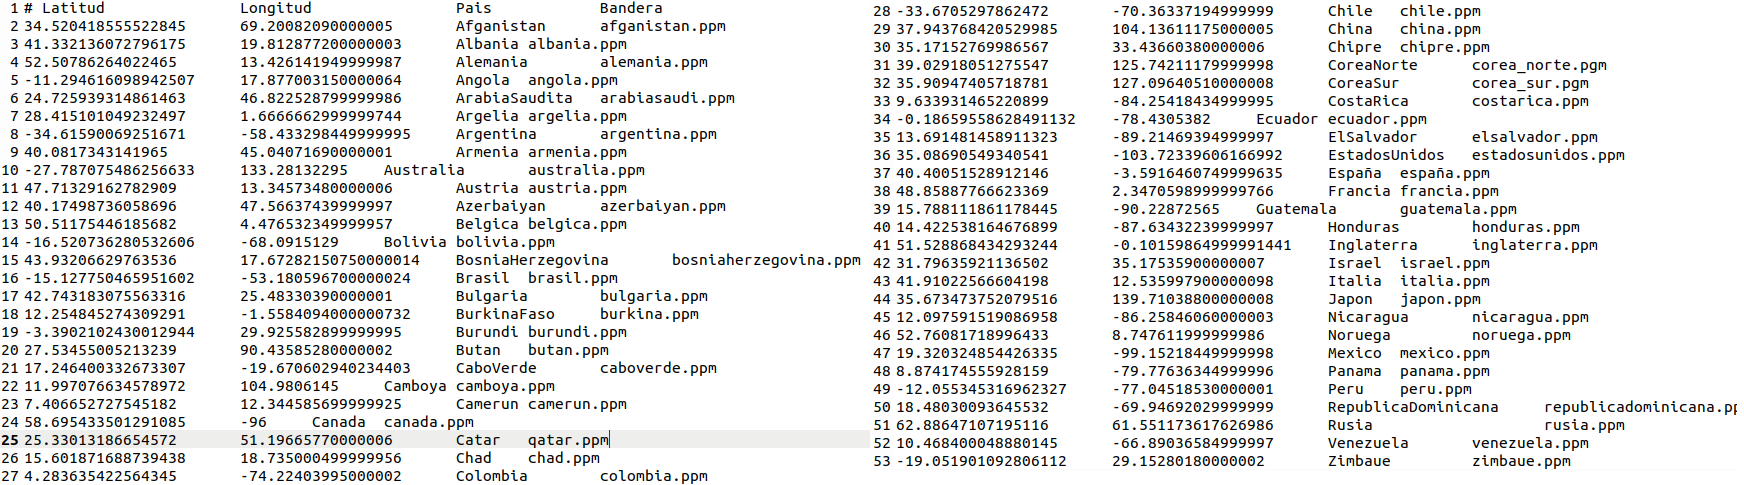 1 # Latitud Longitud Pais Bandera
2 34.520418555522845 69.20082090000005 Afganistan afganistan.ppm
3 41.332136072796175 19.812877200000003 Albania albania.ppm
4 52.50786264022465 13.426141949999987 Alemania alemania.ppm
5 -11.294616098942507 17.877003150000064 Angola angola.ppm
6 24.725939314861463 46.822528799999986 ArabiaSaudita arabiasaudi.ppm
7 28.415101049232497 1.6666662999999744 Argelia argelia.ppm
8 -34.61590069251671 -58.433298449999995 Argentina argentina.ppm
9 40.0817343141965 45.04071690000001 Armenia armenia.ppm
10 -27.787075486256633 133.28132295 Australia australia.ppm
11 47.71329162782909 13.34573480000006 Austria austria.ppm
12 40.17498736058696 47.56637439999997 Azerbaiyan azerbaiyan.ppm
13 50.51175446185682 4.476532349999957 Belgica belgica.ppm
14 -16.520736280532606 -68.0915129 Bolivia bolivia.ppm
15 43.93206629763536 17.67282150750000014 BosniaHerzegovina bosniaherzegovina.ppm
16 -15.127750465951602 -53.180596700000024 Brasil brasil.ppm
17 42.743183075563316 25.48330390000001 Bulgaria bulgaria.ppm
18 12.254845274309291 -1.5584094000000732 BurkinaFaso burkina.ppm
19 -3.3902102430012944 29.925582899999995 Burundi burundi.ppm
20 27.53455005213239 90.43585280000002 Butan butan.ppm
21 17.246400332673307 -19.670602940234403 CaboVerde caboverde.ppm
22 11.997076634578972 104.9806145 Camboya camboya.ppm
23 7.406652727545182 12.344585699999925 Camerun camerun.ppm
24 58.695433501291085 -96 Canada canada.ppm
25 25.33013186654572 51.19665770000006 Catar qatar.ppm
26 15.601871688739438 18.735000499999956 Chad chad.ppm
27 4.283635422564345 -74.22403995000002 Colombia colombia.ppm
28 -33.6705297862472 -70.36337194999999 Chile chile.ppm
29 37.943768420529985 104.13611175000005 China china.ppm
30 35.17152769986567 33.43660380000006 Chipre chipre.ppm
31 39.02918051275547 125.74211179999998 CoreaNorte corea_norte.pgm
32 35.90947405718781 127.09640510000008 CoreaSur corea_sur.pgm
33 9.633931465220899 -84.25418434999995 CostaRica costarica.ppm
34 -0.18659558628491132 -78.4305382 Ecuador ecuador.ppm
35 13.691481458911323 -89.21469394999997 ElSalvador elsalvador.ppm
36 35.08690549340541 -103.72339606166992 EstadosUnidos estadosunidos.ppm
37 40.40051528912146 -3.5916460749999635 España españa.ppm
38 48.85887766623369 2.3470598999999766 Francia francia.ppm
39 15.788111861178445 -90.22872565 Guatemala guatemala.ppm
40 14.422538164676899 -87.63432239999997 Honduras honduras.ppm
41 51.528868434293244 -0.10159864999991441 Inglaterra inglaterra.ppm
42 31.79635921136502 35.17535900000007 Israel israel.ppm
43 41.91022566604198 12.535997900000098 Italia italia.ppm
44 35.673473752079516 139.71038800000008 Japon japon.ppm
45 12.097591519086958 -86.25846060000003 Nicaragua nicaragua.ppm
46 52.76081718996433 8.747611999999986 Noruega noruega.ppm
47 19.320324854426335 -99.15218449999998 Mexico mexico.ppm
48 8.874174555928159 -79.77636344999996 Panama panama.ppm
49 -12.055345316962327 -77.04518530000001 Peru peru.ppm
50 18.48030093645532 -69.94692029999999 RepublicaDominicana republicadominicana.pp
51 62.88647107195116 61.551173617626986 Rusia rusia.ppm
52 10.468400048880145 -66.89036584999997 Venezuela venezuela.ppm
53 -19.051901092806112 29.15280180000002 Zimbaue zimbaue.ppm